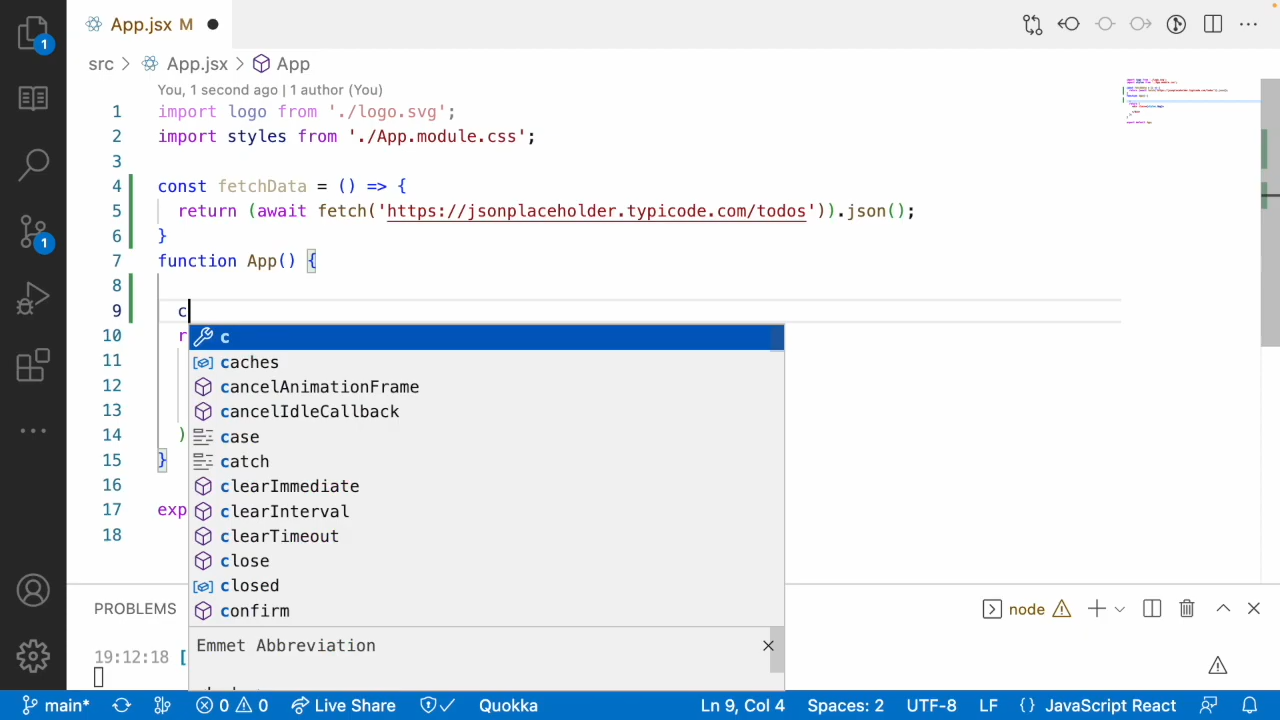 App.jsx M
1
src > App.jsx > App
You, 1 second ago | 1 author (You)
1 import logo from './logo.svg';
2 import styles from './App.module.css';
3
4 const fetchData = () => {
5 return (await fetch('https://jsonplaceholder.typicode.com/todos')).json();
6 }
7 function App() {
8
9 c
10 r
c
11
caches
12 cancelAnimationFrame
13 cancelIdleCallback
14 )
case
15 }
catch
16 clearImmediate
17 exp
clearInterval
18 clearTimeout
close
closed
confirm
1
PROBLEMS
node
Emmet Abbreviation
19:12:18 [
main*
0 0
Live Share
Quokka
Ln 9, Col 4
Spaces: 2
UTF-8
LF
{} JavaScript React